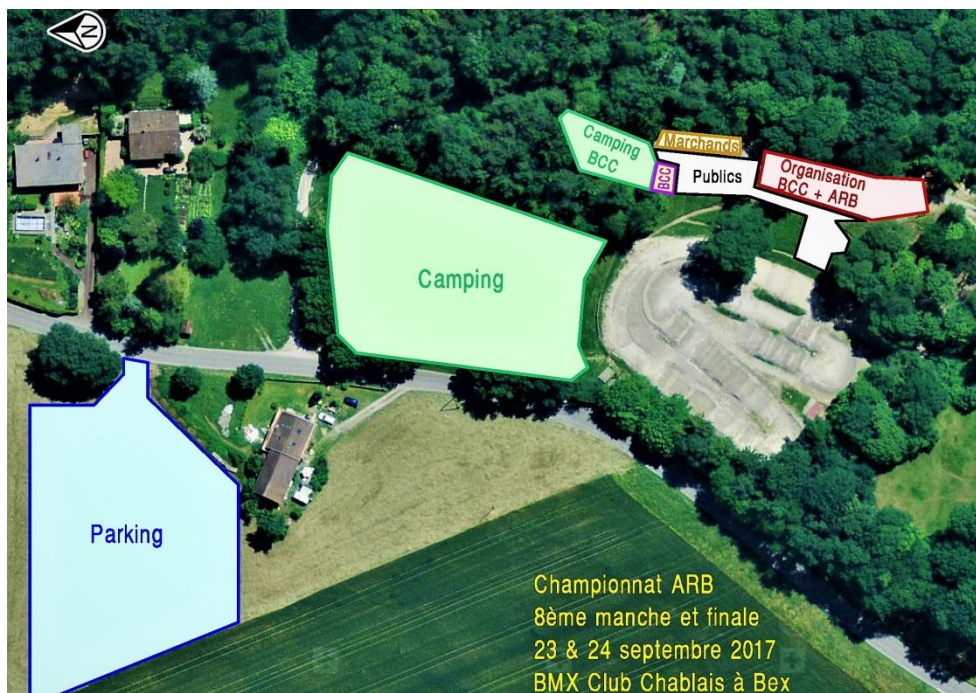 N
Camping
BCC
Marchands
BCC
Publics
Organisation
BCC + ARB
Camping
Parking
Championnat ARB
8ème manche et finale
23 & 24 septembre 2017
BMX Club Chablais à Bex